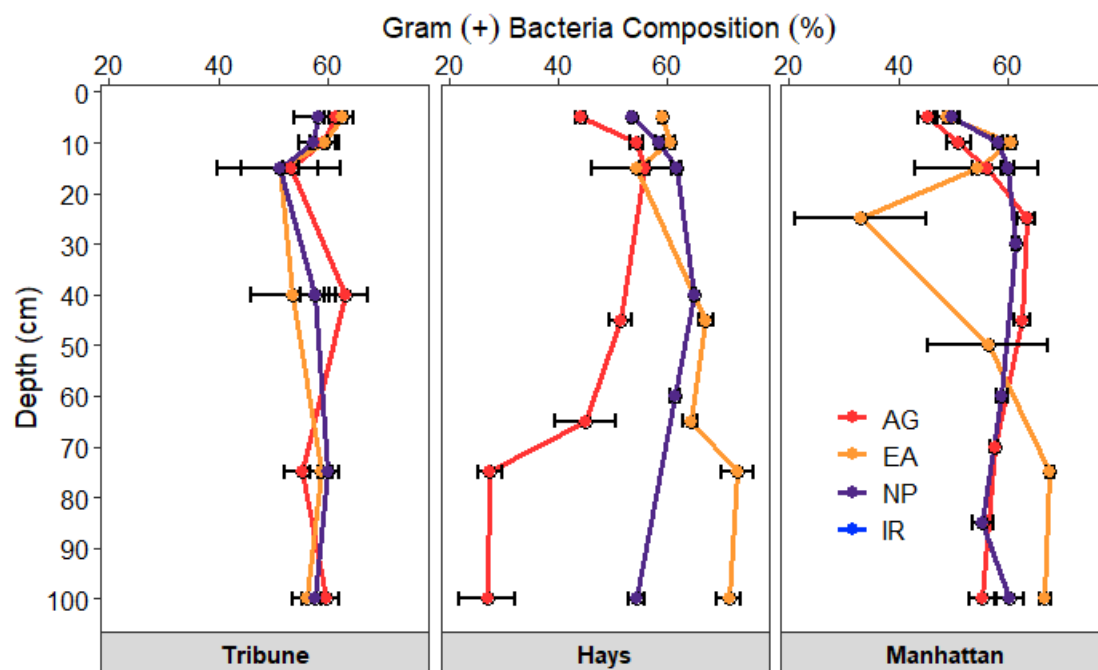 Gram (+) Bacteria Composition (%)
20 40 60 20 40 60 20 40 60
0
10
20
30
40
50
60
70
80
90
100
Depth (cm)
AG
EA
NP
IR
Tribune Hays Manhattan